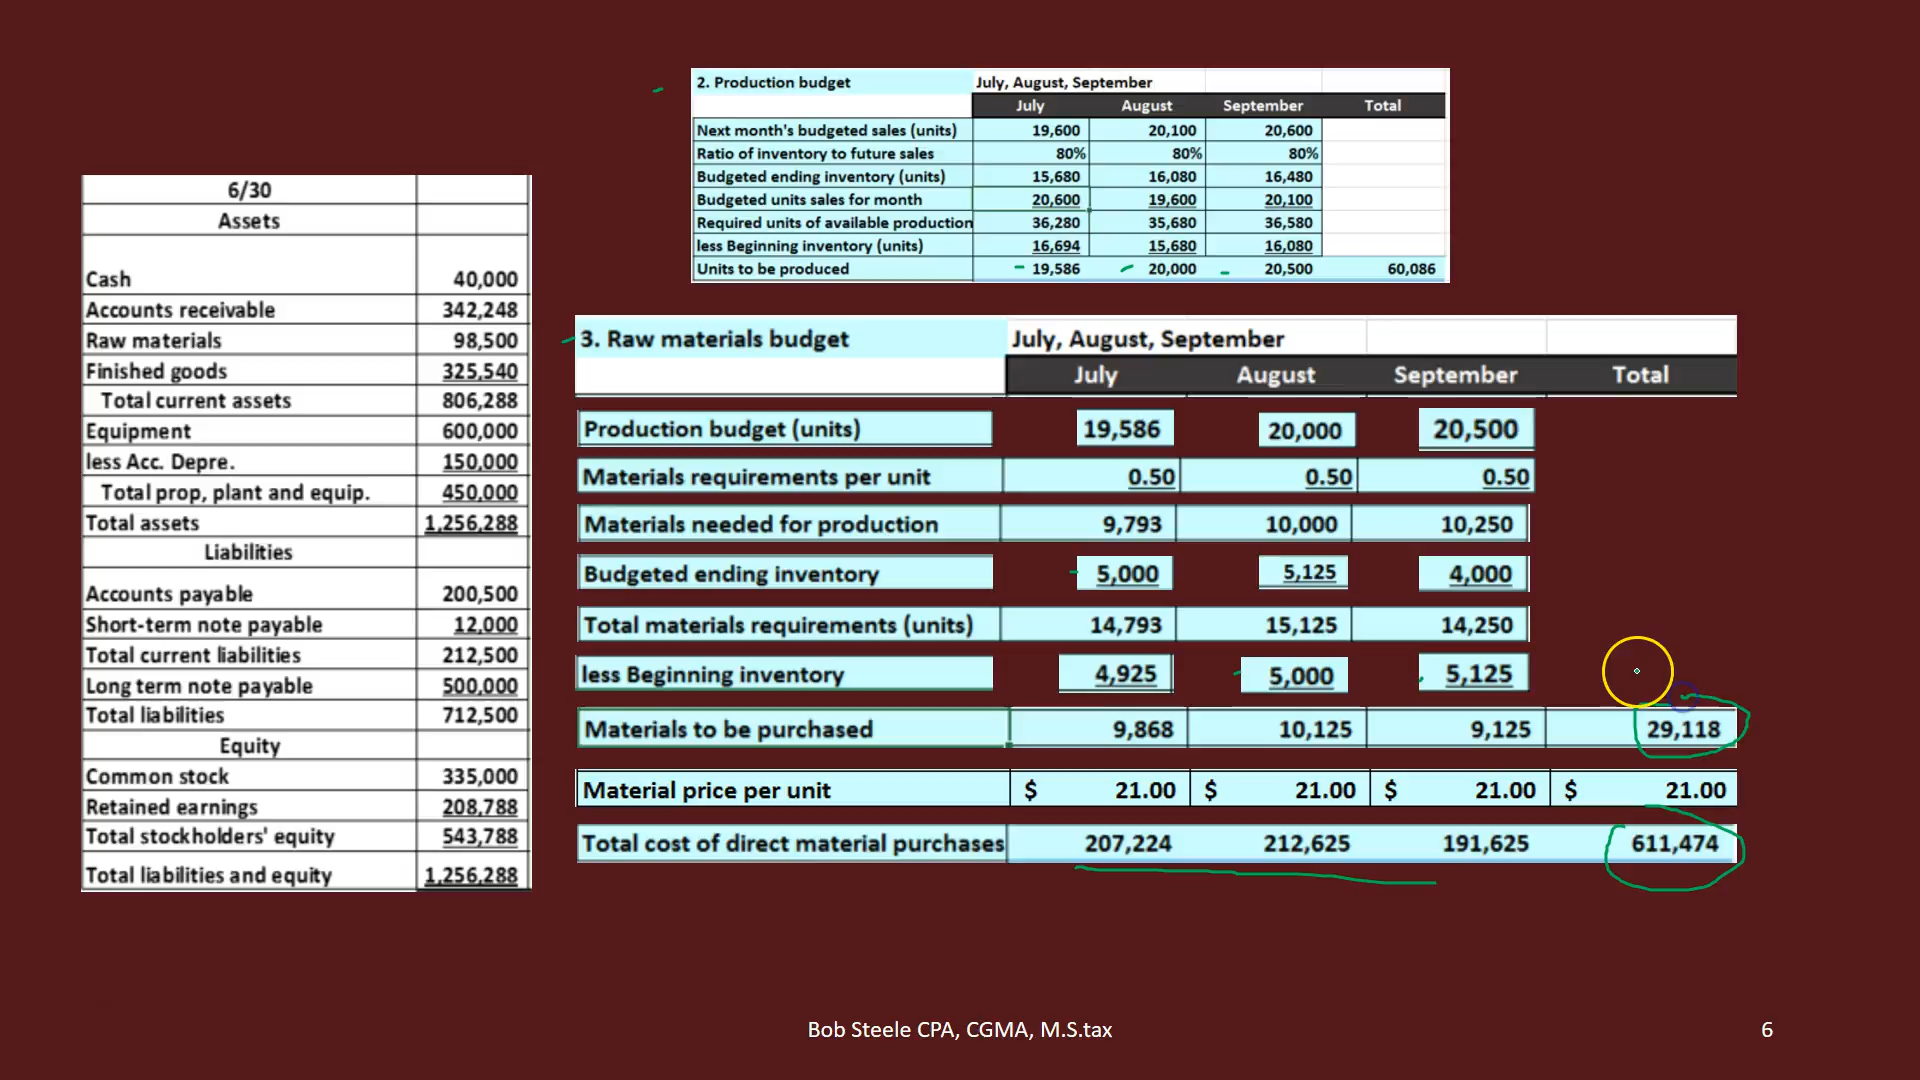 2. Production budget July, August, September
July August September Total
Next month's budgeted sales (units) 19,600 20,100 20,600
Ratio of inventory to future sales 80% 80% 80%
Budgeted ending inventory (units) 15,680 16,080 16,480
Budgeted units sales for month 20,600 19,600 20,100
Required units of available production 36,280 35,680 36,580
less Beginning inventory (units) 16,694 15,680 16,080
Units to be produced 19,586 20,000 20,500 60,086
6/30
Assets
Cash 40,000
Accounts receivable 342,248
Raw materials 98,500
Finished goods 325,540
Total current assets 806,288
Equipment 600,000
less Acc. Depre. 150,000
Total prop, plant and equip. 450,000
Total assets 1,256,288
Liabilities
Accounts payable 200,500
Short-term note payable 12,000
Total current liabilities 212,500
Long term note payable 500,000
Total liabilities 712,500
Equity
Common stock 335,000
Retained earnings 208,788
Total stockholders' equity 543,788
Total liabilities and equity 1,256,288
3. Raw materials budget July, August, September
July August September Total
Production budget (units) 19,586 20,000 20,500
Materials requirements per unit 0.50 0.50 0.50
Materials needed for production 9,793 10,000 10,250
Budgeted ending inventory 5,000 5,125 4,000
Total materials requirements (units) 14,793 15,125 14,250
less Beginning inventory 4,925 5,000 5,125
Materials to be purchased 9,868 10,125 9,125 29,118
Material price per unit $ 21.00 $ 21.00 $ 21.00 $ 21.00
Total cost of direct material purchases 207,224 212,625 191,625 611,474
Bob Steele CPA, CGMA, M.S.tax
6